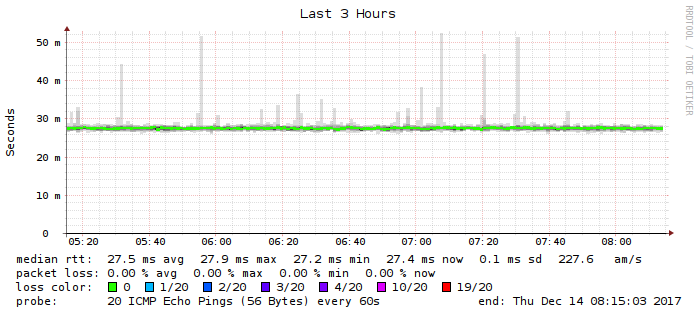 Last 3 Hours
RRDTOOL / TOBI OETIKER
Seconds
50 m
40 m
30 m
20 m
10 m
0
05:20 05:40 06:00 06:20 06:40 07:00 07:20 07:40 08:00
median rtt: 27.5 ms avg 27.9 ms max 27.2 ms min 27.4 ms now 0.1 ms sd 227.6 am/s
packet loss: 0.00 % avg 0.00 % max 0.00 % min 0.00 % now
loss color: 0 1/20 2/20 3/20 4/20 10/20 19/20
probe: 20 ICMP Echo Pings (56 Bytes) every 60s end: Thu Dec 14 08:15:03 2017